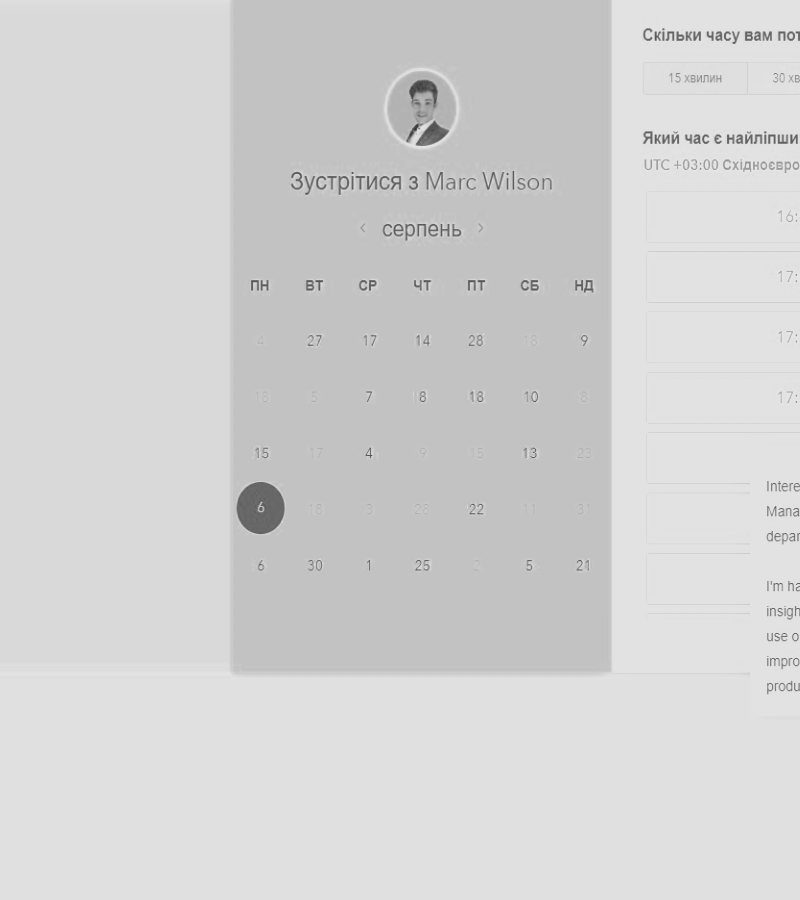 Зустрітися з Marc Wilson
серпень
ПН ВТ СР ЧТ ПТ СБ НД
4 27 17 14 28 18 9
18 5 7 8 18 10 8
15 17 4 9 15 13 23
6 18 3 28 22 11 31
6 30 1 25 2 5 21
Скільки часу вам пот
15 хвилин 30 хв
Який час є найліпши
UTC +03:00 Східноєвро
16:
17:
17:
17:
Intere
Mana
depar
I'm ha
insigh
use o
impro
produ